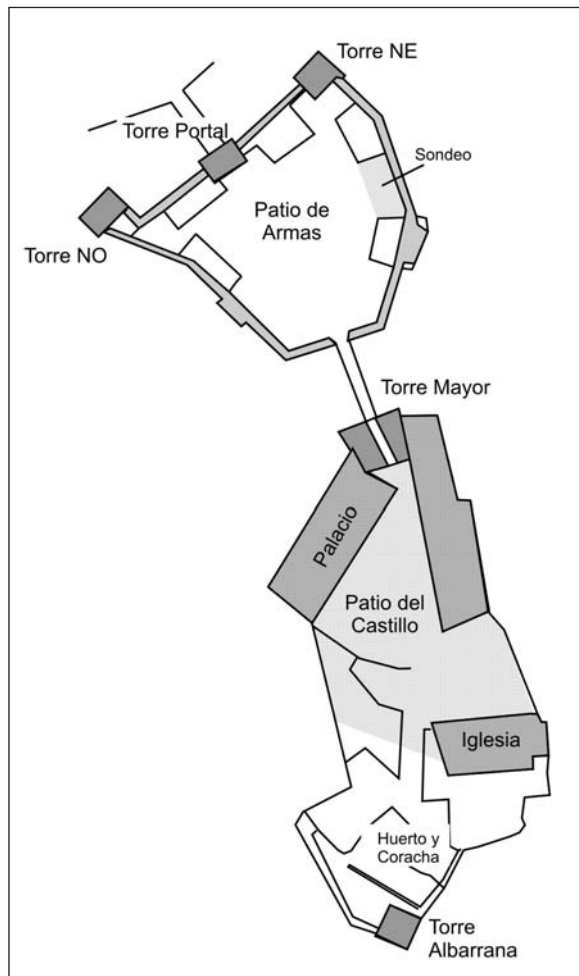 Torre NE
Torre Portal
Sondeo
Patio de
Armas
Torre NO
Torre Mayor
Palacio
Patio del
Castillo
Iglesia
Huerto y
Coracha
Torre
Albarrana